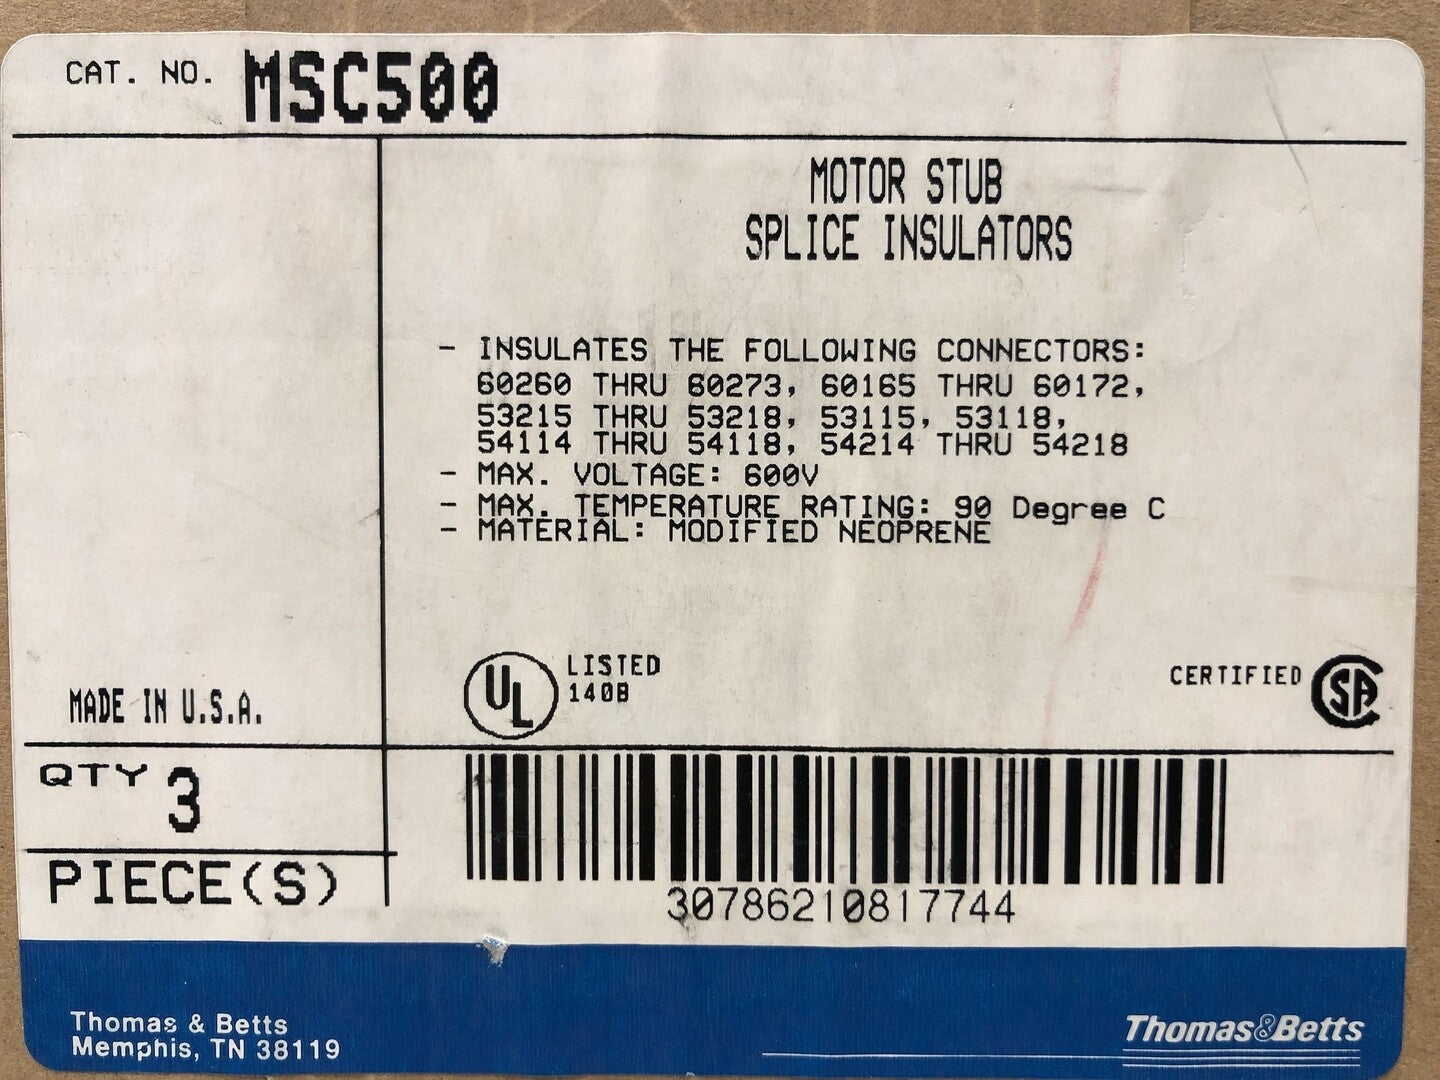 CAT. NO. MSC500
MOTOR STUB
SPLICE INSULATORS
- INSULATES THE FOLLOWING CONNECTORS:
60260 THRU 60273, 60165 THRU 60172,
53215 THRU 53218, 53115, 53118,
54114 THRU 54118, 54214 THRU 54218
- MAX. VOLTAGE: 600V
- MAX. TEMPERATURE RATING: 90 Degree C
- MATERIAL: MODIFIED NEOPRENE
MADE IN U.S.A.
UL LISTED
140B
CERTIFIED SA
QTY 3
PIECE(S)
30786210817744
Thomas & Betts
Memphis, TN 38119
Thomas&Betts